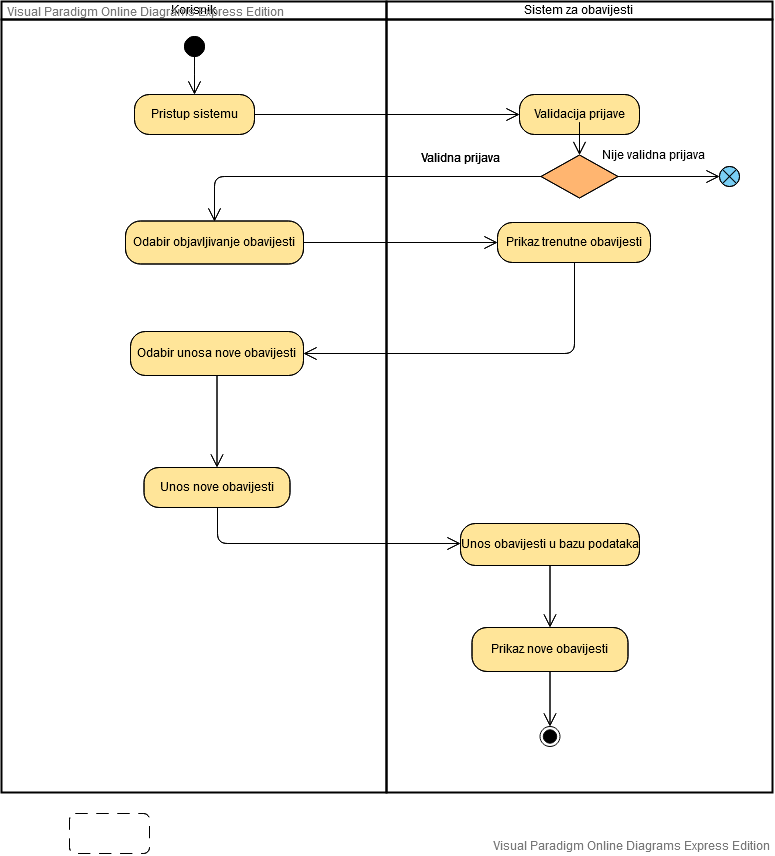 Visual Paradigm Online Diagrams Express Edition
Korisnik
Sistem za obavijesti
Pristup sistemu
Validacija prijave
Validna prijava
Nije validna prijava
Odabir objavljivanje obavijesti
Prikaz trenutne obavijesti
Odabir unosa nove obavijesti
Unos nove obavijesti
Unos obavijesti u bazu podataka
Prikaz nove obavijesti
Visual Paradigm Online Diagrams Express Edition